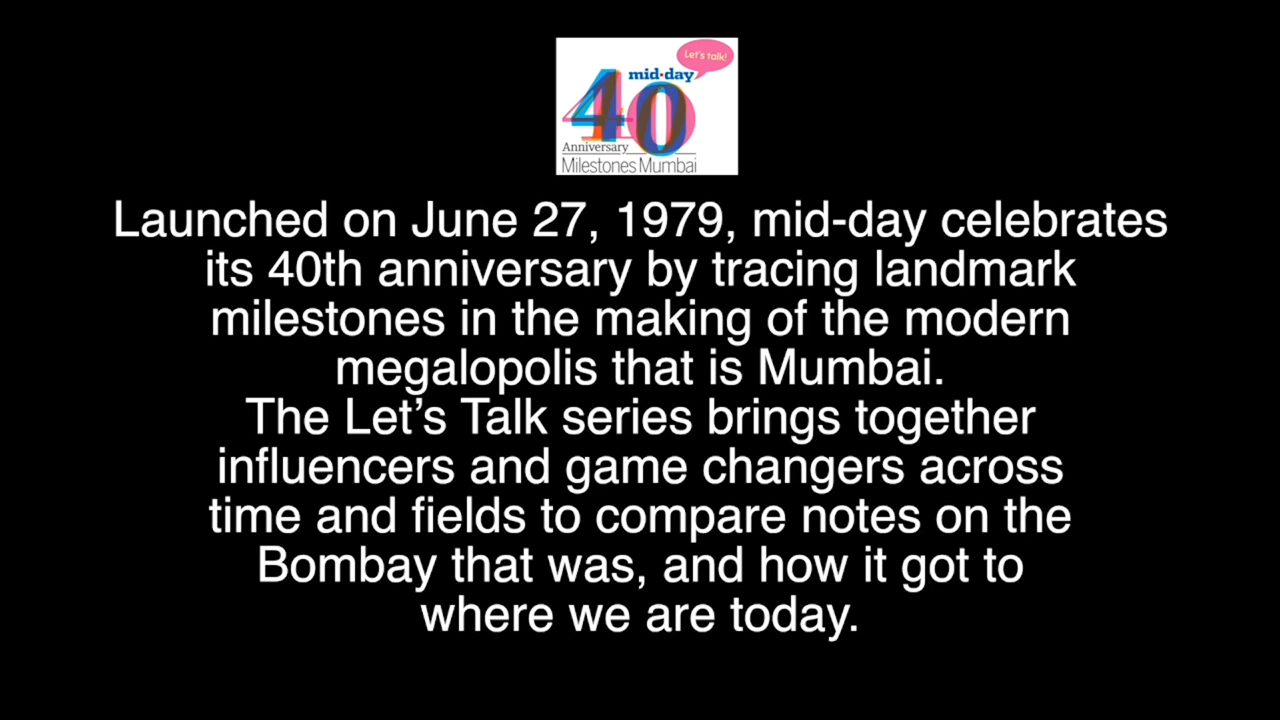 Let's talk!
mid-day
40
Anniversary
Milestones Mumbai
Launched on June 27, 1979, mid-day celebrates
its 40th anniversary by tracing landmark
milestones in the making of the modern
megalopolis that is Mumbai.
The Let’s Talk series brings together
influencers and game changers across
time and fields to compare notes on the
Bombay that was, and how it got to
where we are today.